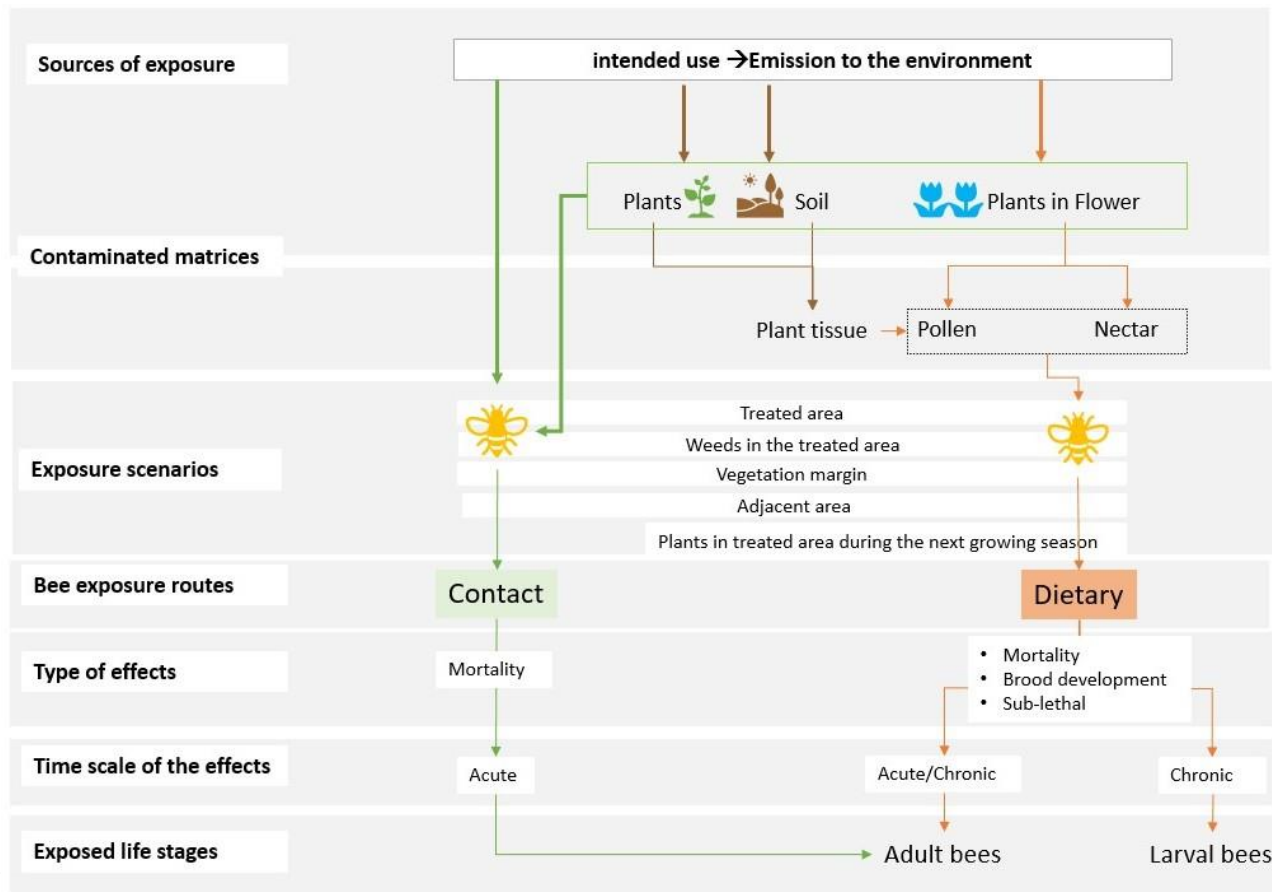 Sources of exposure
intended use →Emission to the environment
Plants
Soil
Plants in Flower
Contaminated matrices
Plant tissue
Pollen
Nectar
Exposure scenarios
Treated area
Weeds in the treated area
Vegetation margin
Adjacent area
Plants in treated area during the next growing season
Bee exposure routes
Contact
Dietary
Type of effects
Mortality
• Mortality
• Brood development
• Sub-lethal
Time scale of the effects
Acute
Acute/Chronic
Chronic
Exposed life stages
Adult bees
Larval bees